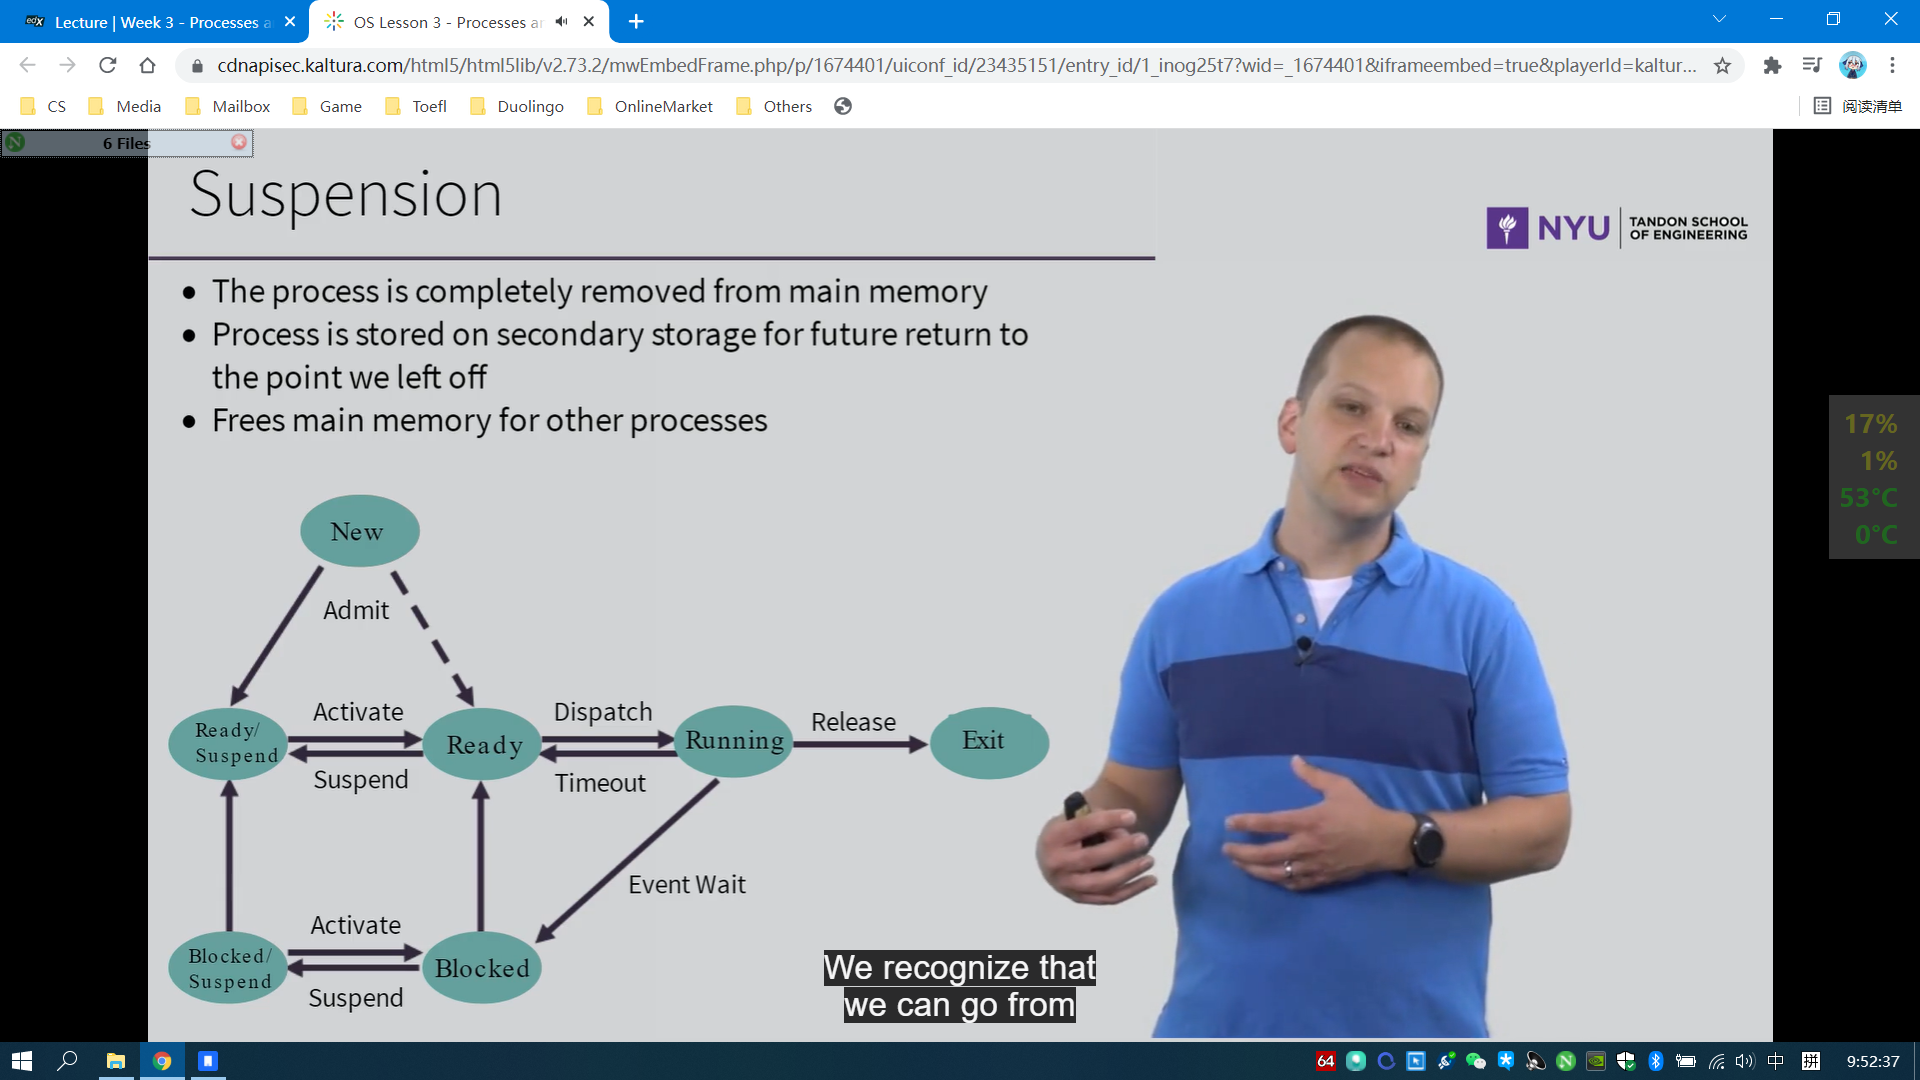 edX Lecture | Week 3 - Processes a
OS Lesson 3 - Processes a
cdnapisec.kaltura.com/html5/html5lib/v2.73.2/mwEmbedFrame.php/p/1674401/uiconf_id/23435151/entry_id/1_inog25t7?wid=_1674401&iframeembed=true&playerId=kaltur...
CS Media Mailbox Game Toefl Duolingo OnlineMarket Others 阅读清单
N 6 Files
Suspension
NYU TANDON SCHOOL
OF ENGINEERING
• The process is completely removed from main memory
• Process is stored on secondary storage for future return to
the point we left off
• Frees main memory for other processes
17%
1%
53°C
0°C
New
Admit
Ready/
Suspend
Activate
Suspend
Ready
Dispatch
Timeout
Running
Release
Exit
Event Wait
Blocked/
Suspend
Activate
Suspend
Blocked
We recognize that
we can go from
64 N 中 拼 9:52:37